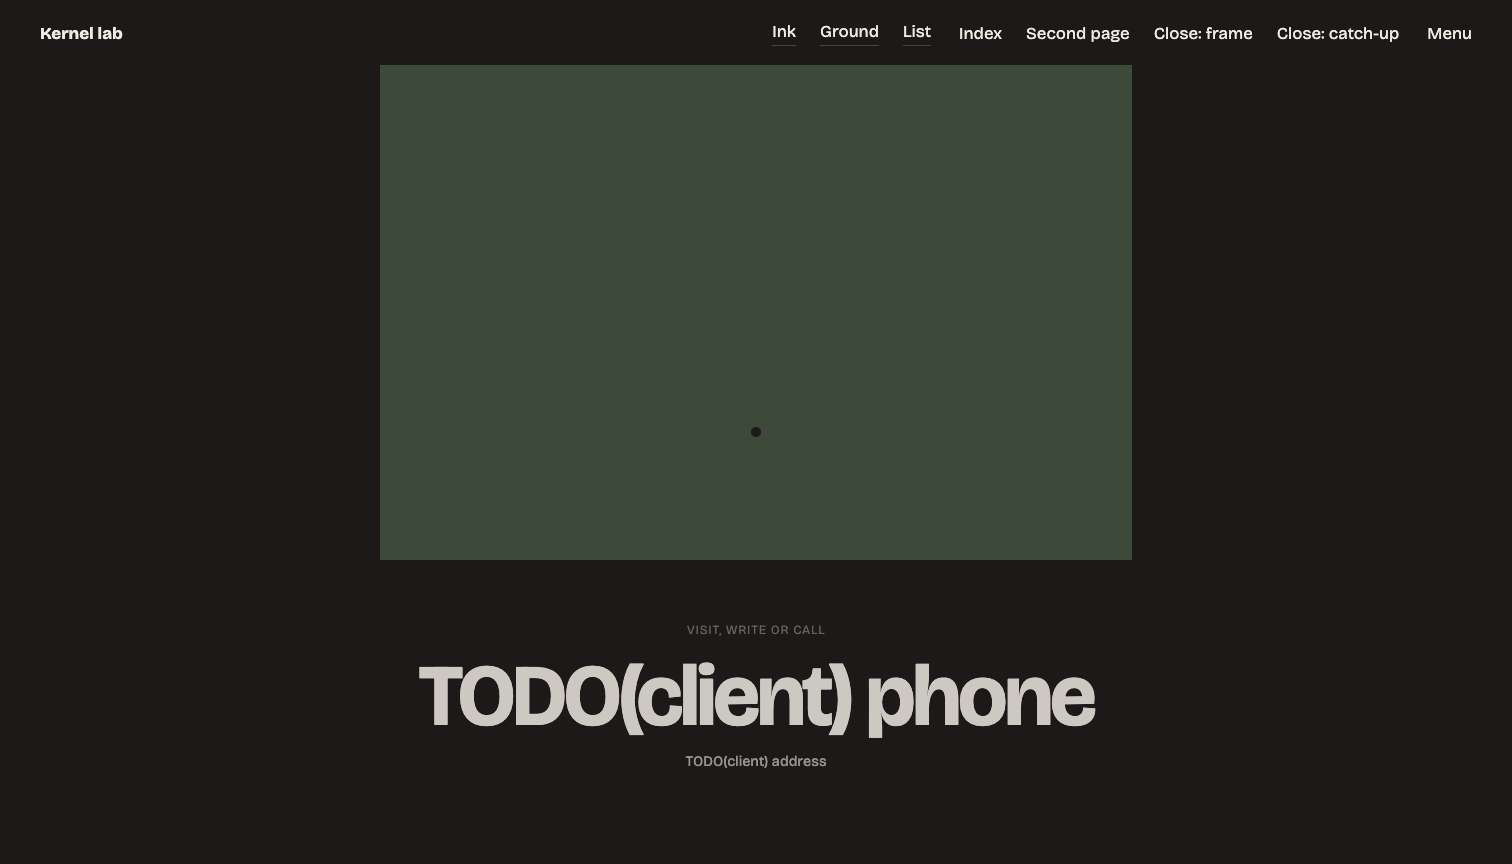 Kernel lab Ink Ground List Index Second page Close: frame Close: catch-up Menu
VISIT, WRITE OR CALL
TODO(client) phone
TODO(client) address